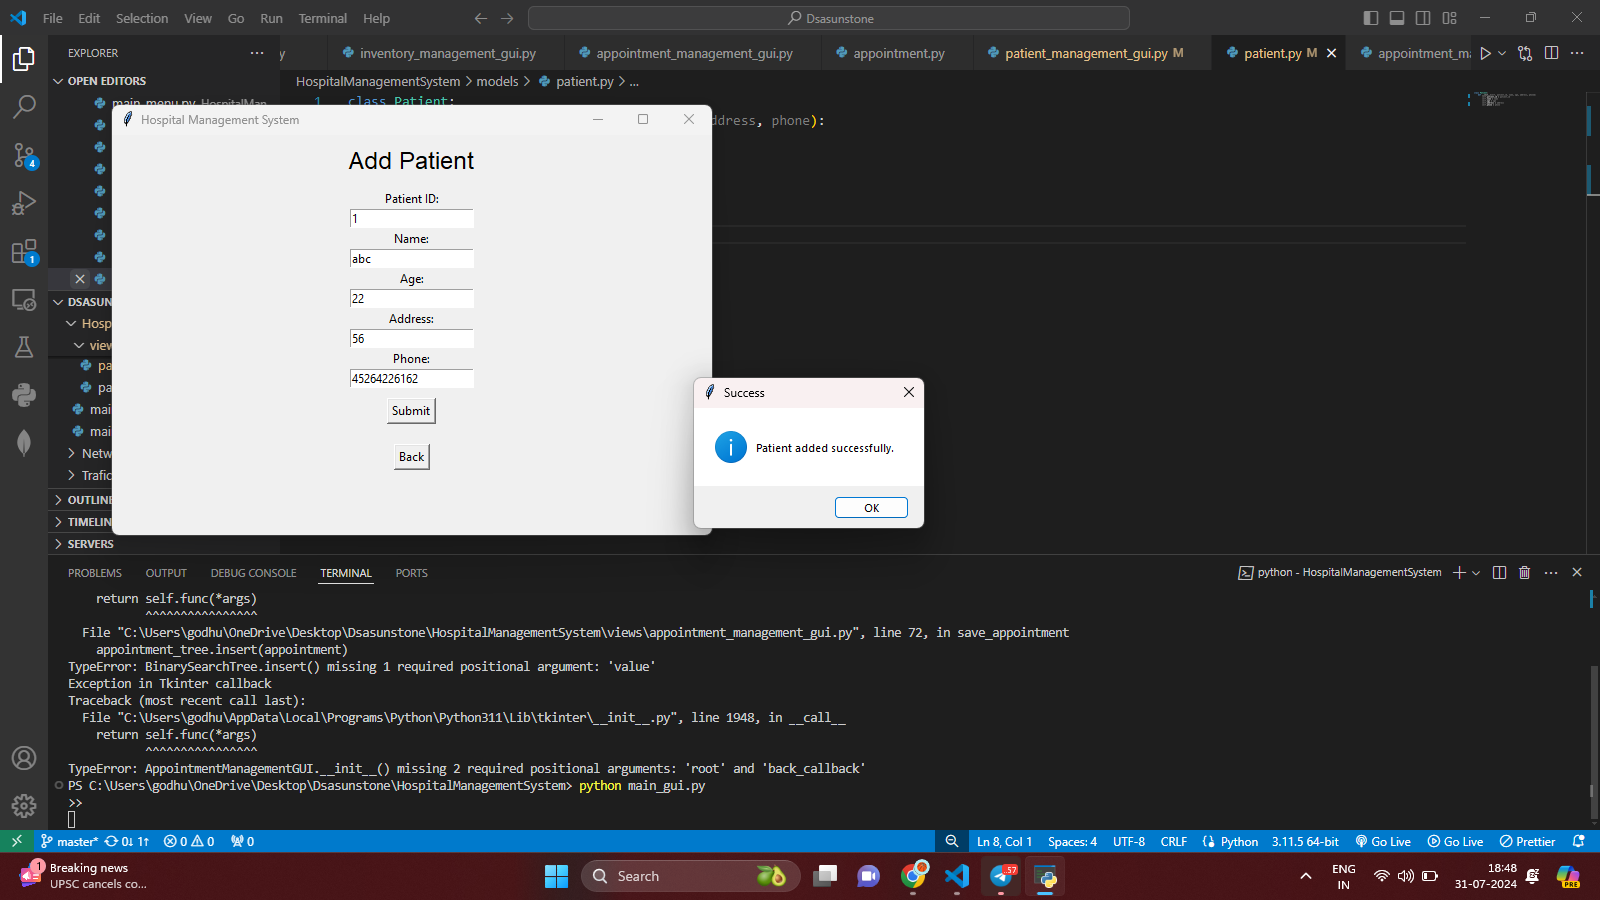 File Edit Selection View Go Run Terminal Help
Dsasunstone
EXPLORER
OPEN EDITORS
main_menu.py HospitalMan...
DSASUN
Hosp
view
pa
pa
mai
mai
Netw
Trafic
OUTLINE
TIMELIN
SERVERS
4
1
y inventory_management_gui.py appointment_management_gui.py appointment.py patient_management_gui.py M patient.py M appointment_ma
HospitalManagementSystem > models > patient.py > ...
1 class Patient:
ddress, phone):
Hospital Management System
Add Patient
Patient ID:
1
Name:
abc
Age:
22
Address:
56
Phone:
45264226162
Submit
Back
Success
Patient added successfully.
OK
PROBLEMS OUTPUT DEBUG CONSOLE TERMINAL PORTS
python - HospitalManagementSystem
return self.func(*args)
^^^^^^^^^^^^^^^^
File "C:\Users\godhu\OneDrive\Desktop\Dsasunstone\HospitalManagementSystem\views\appointment_management_gui.py", line 72, in save_appointment
appointment_tree.insert(appointment)
TypeError: BinarySearchTree.insert() missing 1 required positional argument: 'value'
Exception in Tkinter callback
Traceback (most recent call last):
File "C:\Users\godhu\AppData\Local\Programs\Python\Python311\Lib\tkinter\__init__.py", line 1948, in __call__
return self.func(*args)
^^^^^^^^^^^^^^^^
TypeError: AppointmentManagementGUI.__init__() missing 2 required positional arguments: 'root' and 'back_callback'
PS C:\Users\godhu\OneDrive\Desktop\Dsasunstone\HospitalManagementSystem> python main_gui.py
>>
master* 0↓ 1↑ 0 0 0 Ln 8, Col 1 Spaces: 4 UTF-8 CRLF Python 3.11.5 64-bit Go Live Go Live Prettier
1
Breaking news
UPSC cancels co...
Search
57
ENG
IN
18:48
31-07-2024
PRE